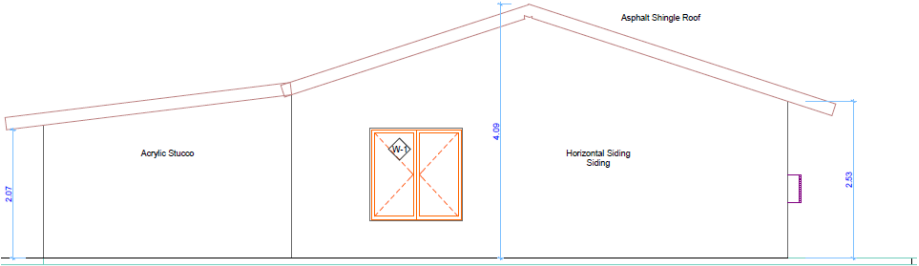 Asphalt Shingle Roof
4.09
W-1
Acrylic Stucco
Horizontal Siding
Siding
2.07
2.53